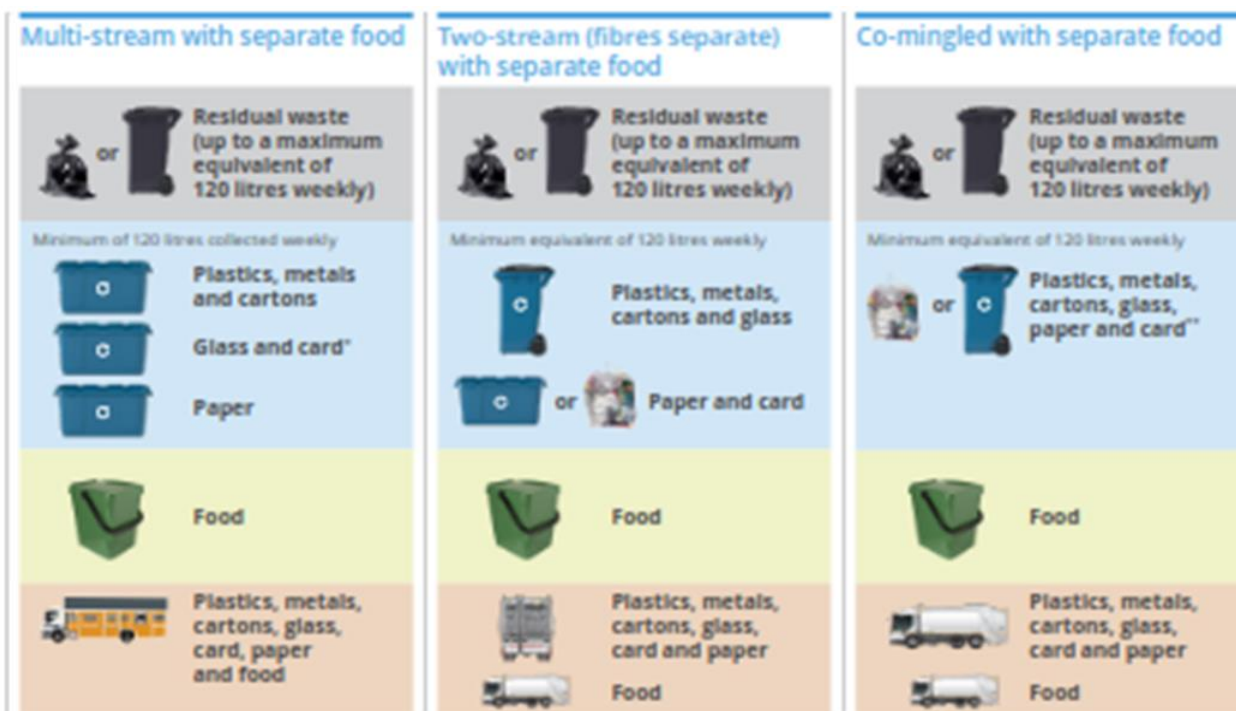 Multi-stream with separate food
or
Residual waste
(up to a maximum
equivalent of
120 litres weekly)
Minimum of 120 litres collected weekly
Plastics, metals
and cartons
Glass and card*
Paper
Food
Plastics, metals,
cartons, glass,
card, paper
and food
Two-stream (fibres separate)
with separate food
or
Residual waste
(up to a maximum
equivalent of
120 litres weekly)
Minimum equivalent of 120 litres weekly
Plastics, metals,
cartons and glass
or
Paper and card
Food
Plastics, metals,
cartons, glass,
card and paper
Food
Co-mingled with separate food
or
Residual waste
(up to a maximum
equivalent of
120 litres weekly)
Minimum equivalent of 120 litres weekly
or
Plastics, metals,
cartons, glass,
paper and card**
Food
Plastics, metals,
cartons, glass,
card and paper
Food